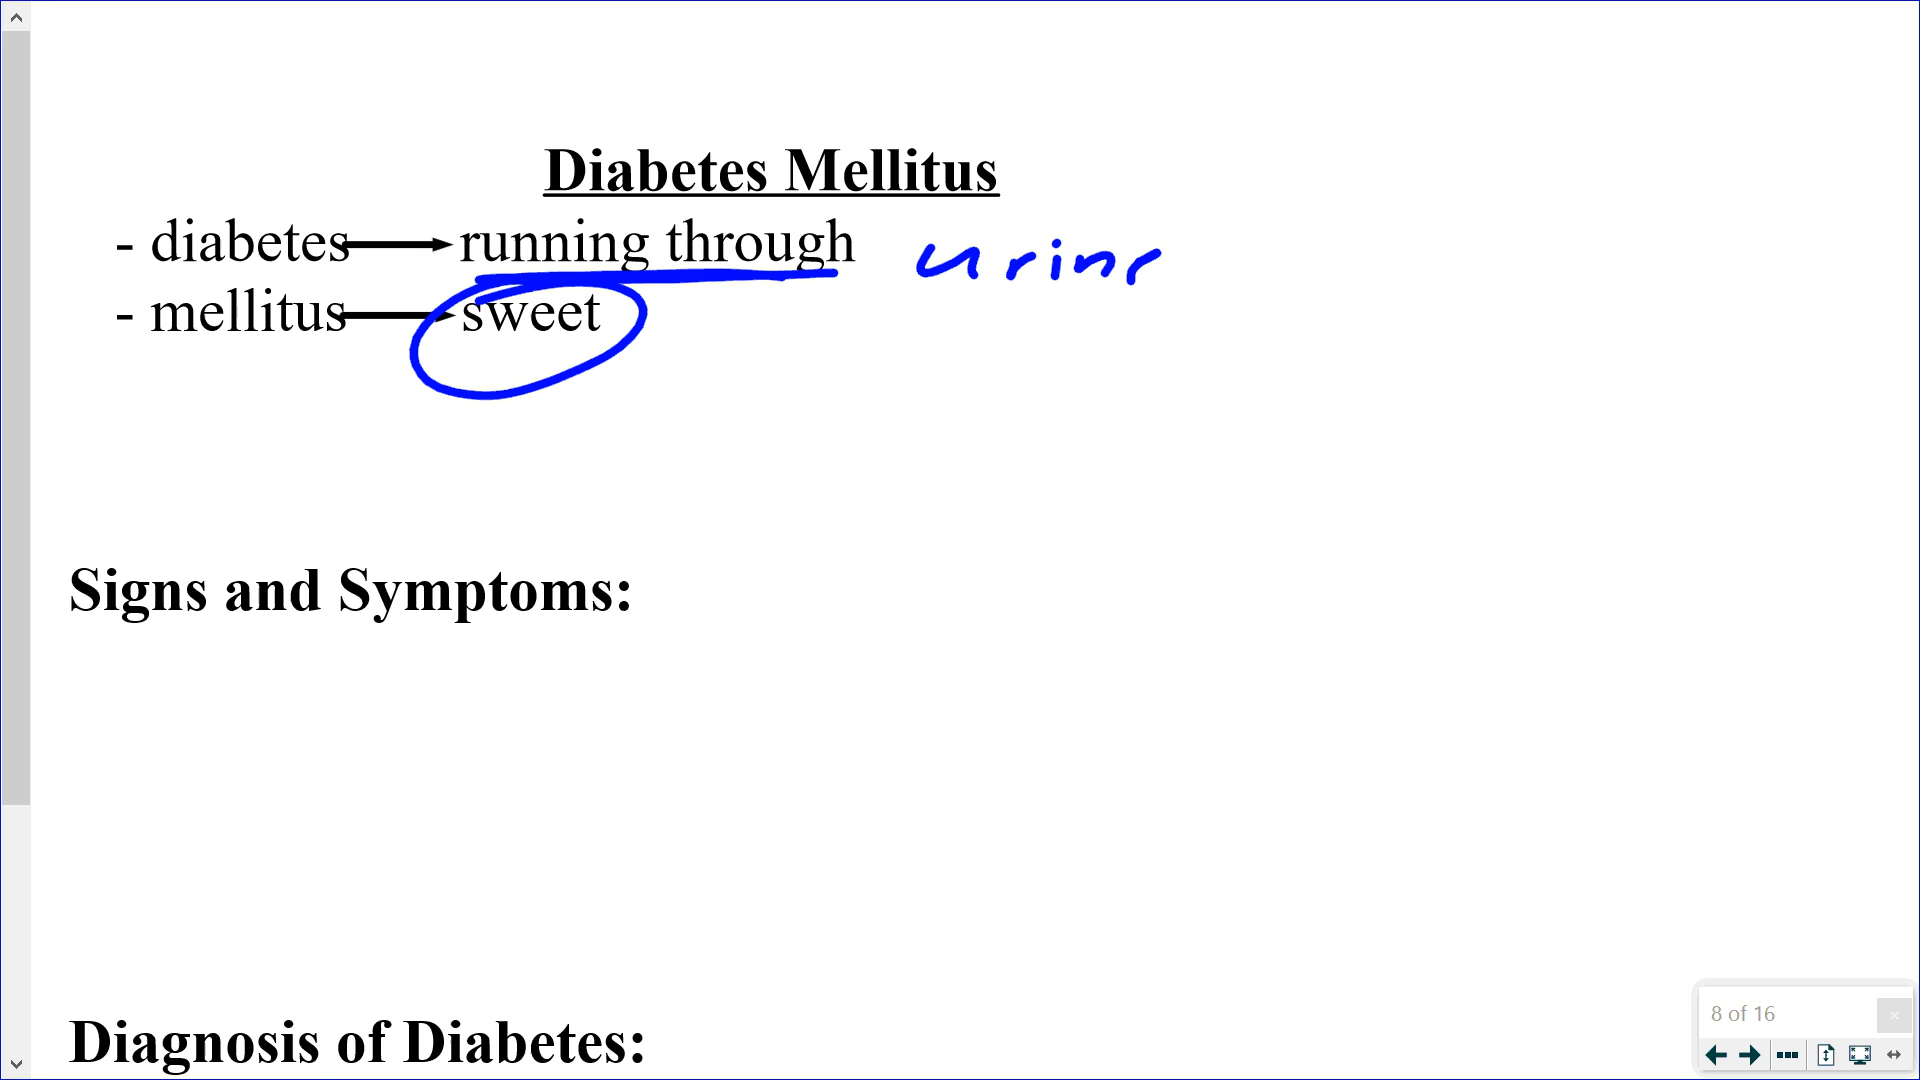 Diabetes Mellitus
- diabetes → running through urine
- mellitus → sweet
Signs and Symptoms:
Diagnosis of Diabetes:
8 of 16